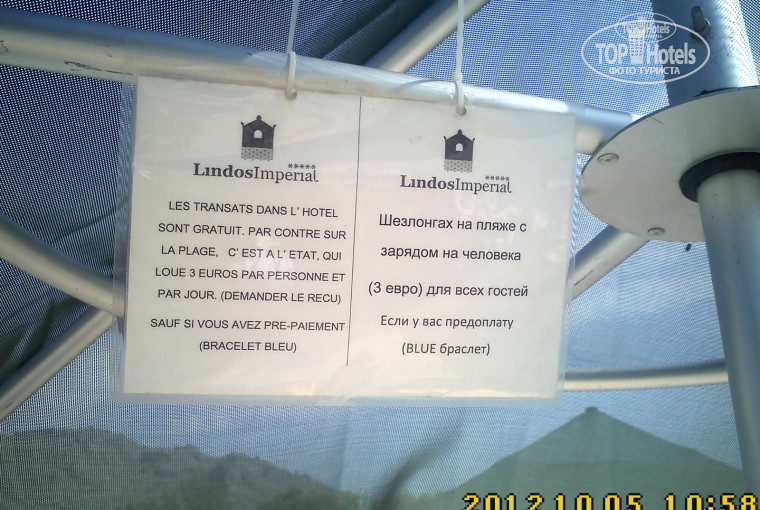 TOP Hotels
ФОТО ТУРИСТА
*****
LINDOSImperial
LES TRANSATS DANS L' HOTEL
SONT GRATUIT. PAR CONTRE SUR
LA PLAGE, C' EST A L' ETAT, QUI
LOUE 3 EUROS PAR PERSONNE ET
PAR JOUR. (DEMANDER LE RECU)
SAUF SI VOUS AVEZ PRE-PAIEMENT
(BRACELET BLEU)
*****
LINDOSImperial
Шезлонгах на пляже с
зарядом на человека
(3 евро) для всех гостей
Если у вас предоплату
(BLUE браслет)
2012 10 05 10:58